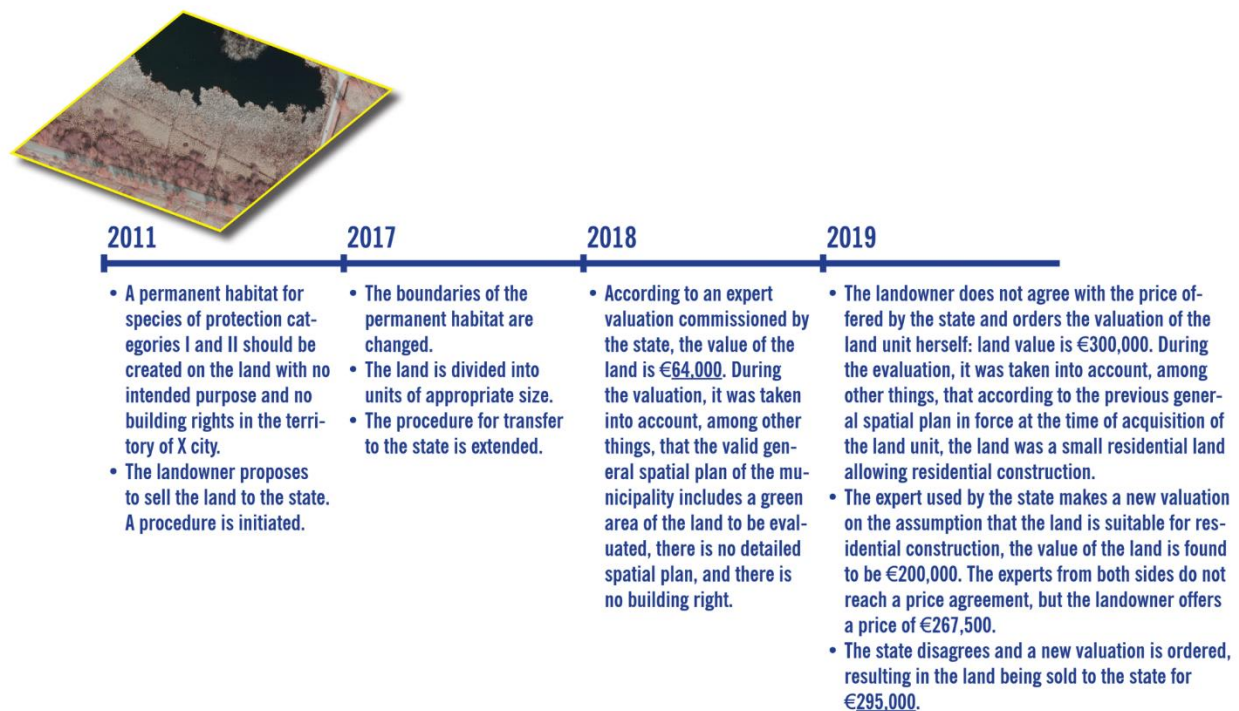 2011
• A permanent habitat for
species of protection cat-
egories I and II should be
created on the land with no
intended purpose and no
building rights in the terri-
tory of X city.
• The landowner proposes
to sell the land to the state.
A procedure is initiated.
2017
• The boundaries of the
permanent habitat are
changed.
• The land is divided into
units of appropriate size.
• The procedure for transfer
to the state is extended.
2018
• According to an expert
valuation commissioned by
the state, the value of the
land is €64,000. During
the valuation, it was taken
into account, among other
things, that the valid gen-
eral spatial plan of the mu-
nicipality includes a green
area of the land to be eval-
uated, there is no detailed
spatial plan, and there is
no building right.
2019
• The landowner does not agree with the price of-
fered by the state and orders the valuation of the
land unit herself: land value is €300,000. During
the evaluation, it was taken into account, among
other things, that according to the previous gener-
al spatial plan in force at the time of acquisition of
the land unit, the land was a small residential land
allowing residential construction.
• The expert used by the state makes a new valuation
on the assumption that the land is suitable for res-
idential construction, the value of the land is found
to be €200,000. The experts from both sides do not
reach a price agreement, but the landowner offers
a price of €267,500.
• The state disagrees and a new valuation is ordered,
resulting in the land being sold to the state for
€295,000.